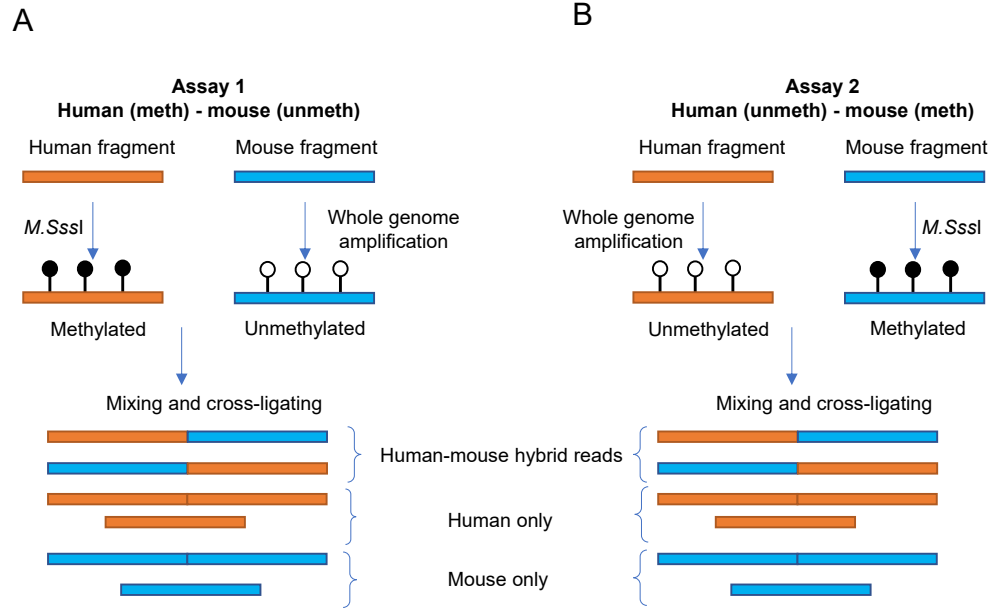 A
Assay 1
Human (meth) - mouse (unmeth)
Human fragment
Mouse fragment
M.SssI
Whole genome
amplification
Methylated
Unmethylated
Mixing and cross-ligating
B
Assay 2
Human (unmeth) - mouse (meth)
Human fragment
Mouse fragment
Whole genome
amplification
M.SssI
Unmethylated
Methylated
Mixing and cross-ligating
Human-mouse hybrid reads
Human only
Mouse only